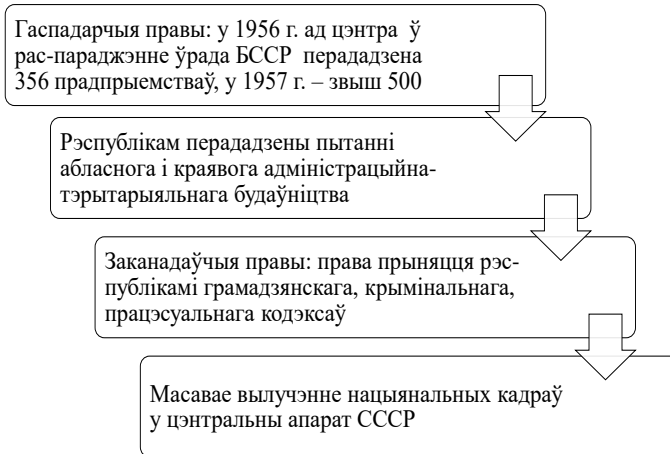 Гаспадарчыя правы: у 1956 г. ад цэнтра ў
рас-параджэнне ўрада БССР перададзена
356 прадпрыемстваў, у 1957 г. – звыш 500
Рэспублікам перададзены пытанні
абласнога і краявога адміністрацыйна-
тэрытарыяльнага будаўніцтва
Заканадаўчыя правы: права прыняцця рэс-
публікамі грамадзянскага, крымінальнага,
працэсуальнага кодэксаў
Масавае вылучэнне нацыянальных кадраў
у цэнтральны апарат СССР